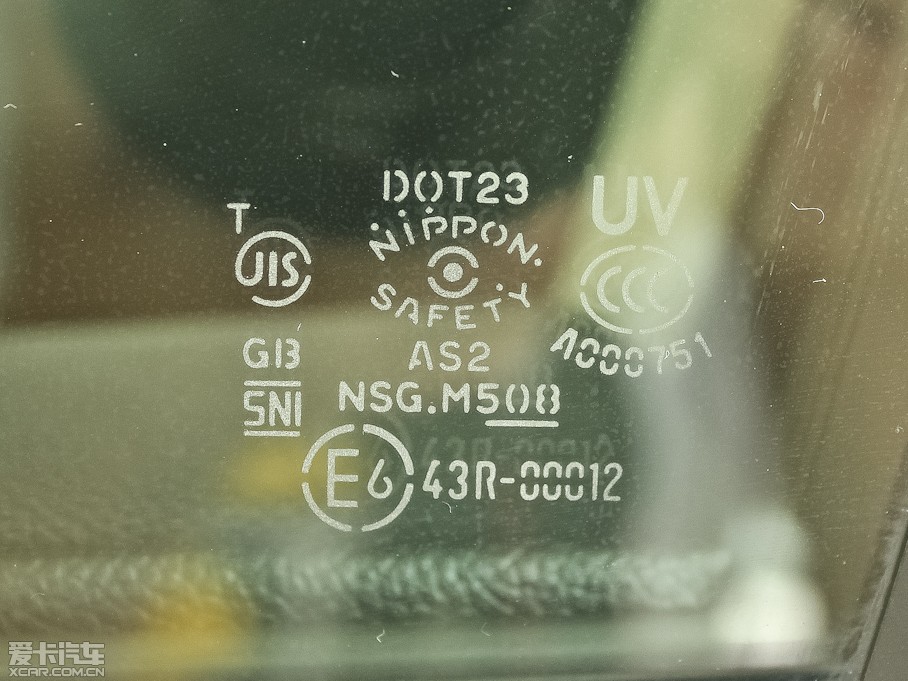 DOT23
UV
T
JIS
NIPPON
SAFETY
CCC
A000751
GB
AS2
SNI
NSG.M508
E6 43R-00012
爱卡汽车
XCAR.COM.CN